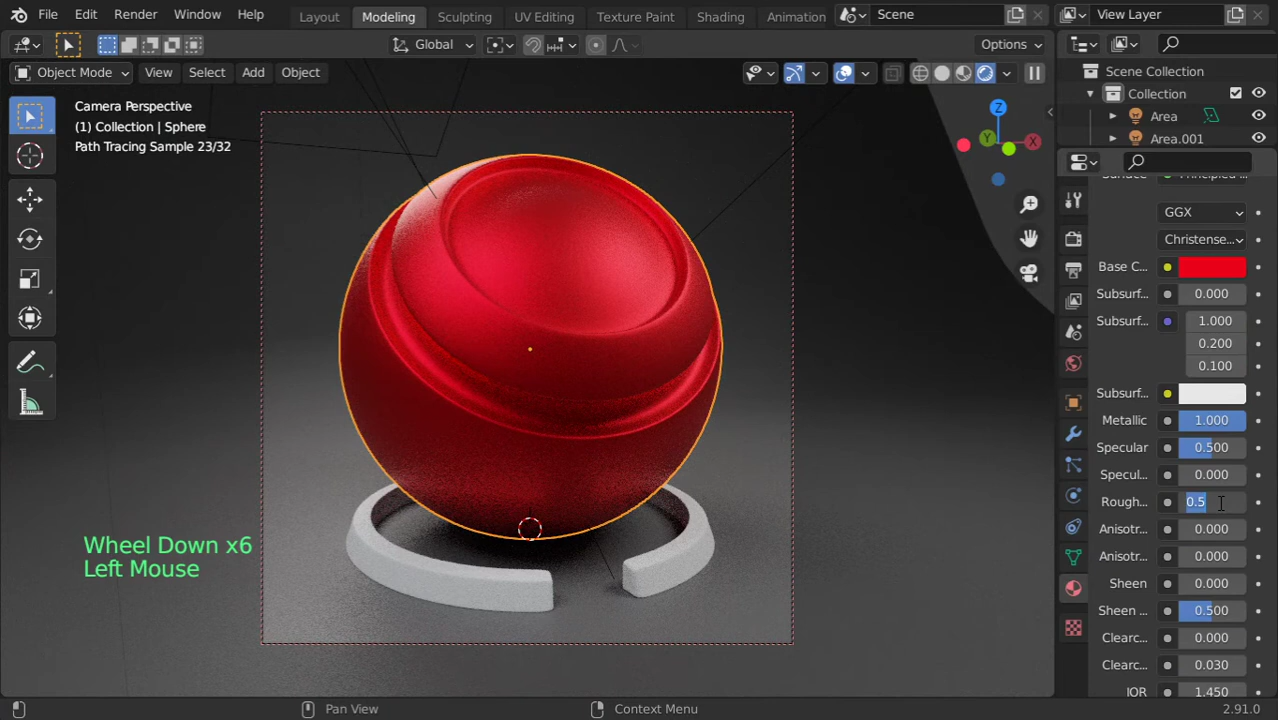 File Edit Render Window Help Layout Modeling Sculpting UV Editing Texture Paint Shading Animation Scene View Layer
Global Options
Object Mode View Select Add Object
Scene Collection
Collection
Area
Area.001
Camera Perspective
(1) Collection | Sphere
Path Tracing Sample 23/32
Z
Y
X
GGX
Christense...
Base C...
Subsurf... 0.000
Subsurf... 1.000
0.200
0.100
Subsurf...
Metallic 1.000
Specular 0.500
Specul... 0.000
Rough... 0.5
Anisotr... 0.000
Anisotr... 0.000
Sheen 0.000
Sheen ... 0.500
Clearc... 0.000
Clearc... 0.030
IOR 1.450
Wheel Down x6
Left Mouse
Pan View Context Menu 2.91.0